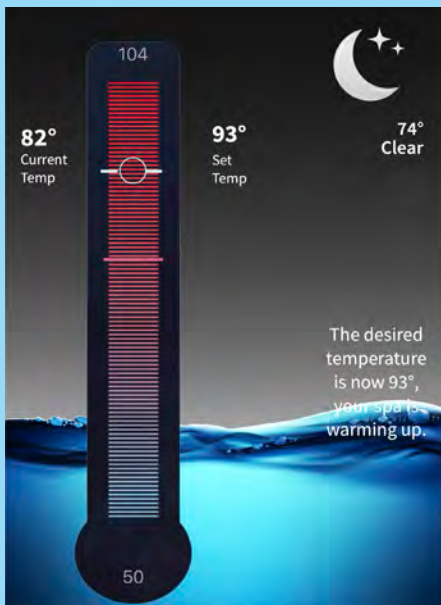 104
82°
Current
Temp
93°
Set
Temp
74°
Clear
The desired
temperature
is now 93°,
your spa is
warming up.
50